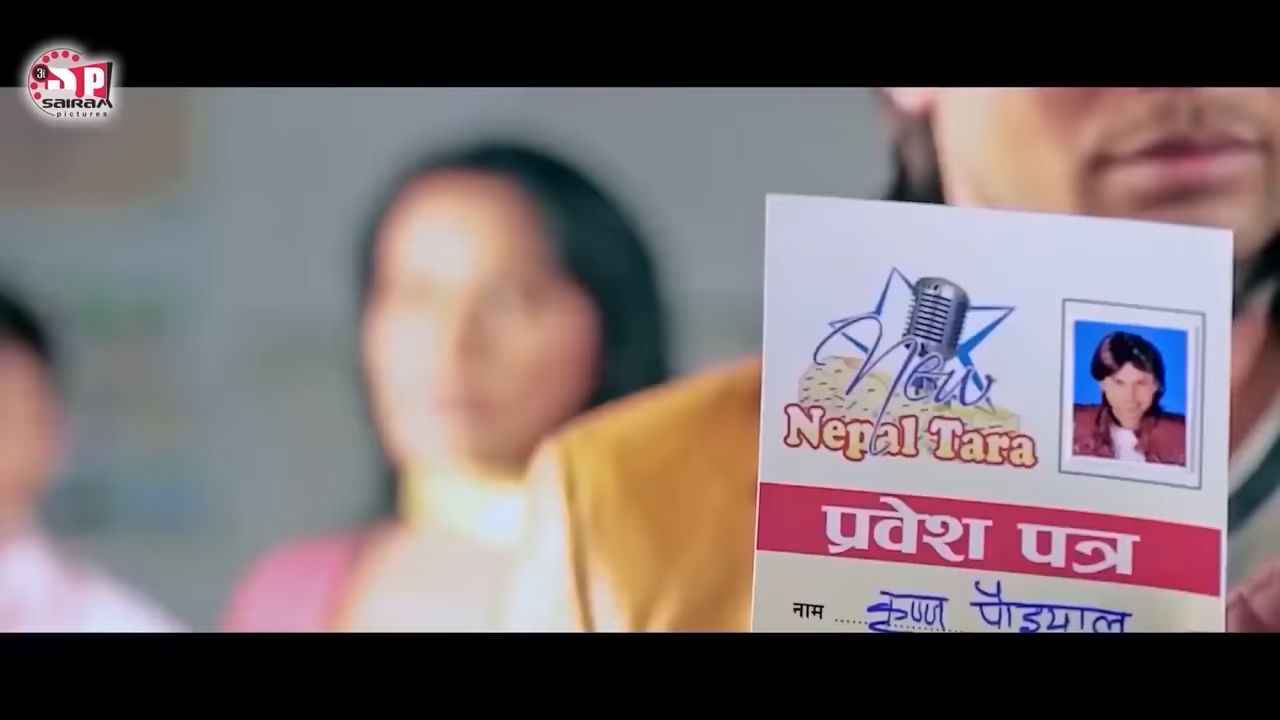 SAIRAM
pictures
New
Nepal Tara
प्रवेश पत्र
नाम कृष्ण पौड्याल